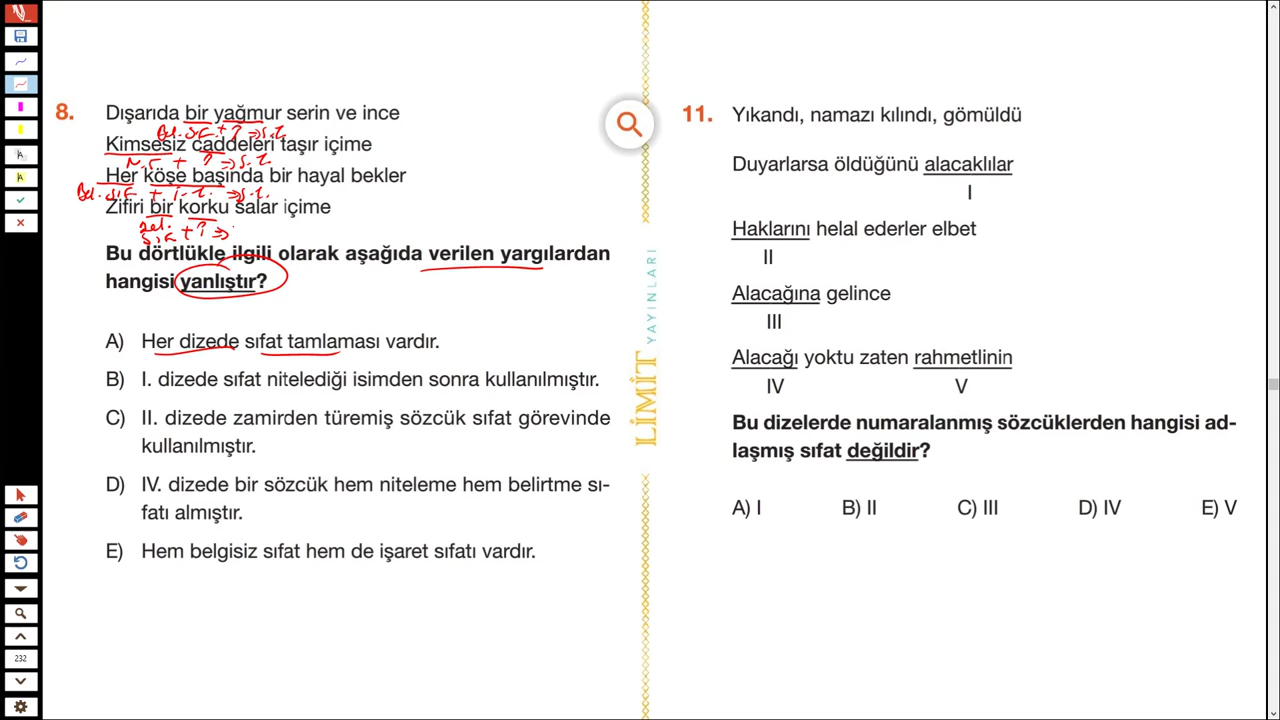 8.
Dışarıda bir yağmur serin ve ince
Kimsesiz caddeleri taşır içime
Her köşe başında bir hayal bekler
Zifiri bir korku salar içime
Bu dörtlükle ilgili olarak aşağıda verilen yargılardan
hangisi yanlıştır?
A) Her dizede sıfat tamlaması vardır.
B) I. dizede sıfat nitelediği isimden sonra kullanılmıştır.
C) II. dizede zamirden türemiş sözcük sıfat görevinde
kullanılmıştır.
D) IV. dizede bir sözcük hem niteleme hem belirtme sı-
fatı almıştır.
E) Hem belgisiz sıfat hem de işaret sıfatı vardır.
LİMİT YAYINLARI
11.
Yıkandı, namazı kılındı, gömüldü
Duyarlarsa öldüğünü alacaklılar
I
Haklarını helal ederler elbet
II
Alacağına gelince
III
Alacağı yoktu zaten rahmetlinin
IV V
Bu dizelerde numaralanmış sözcüklerden hangisi ad-
laşmış sıfat değildir?
A) I B) II C) III D) IV E) V
232